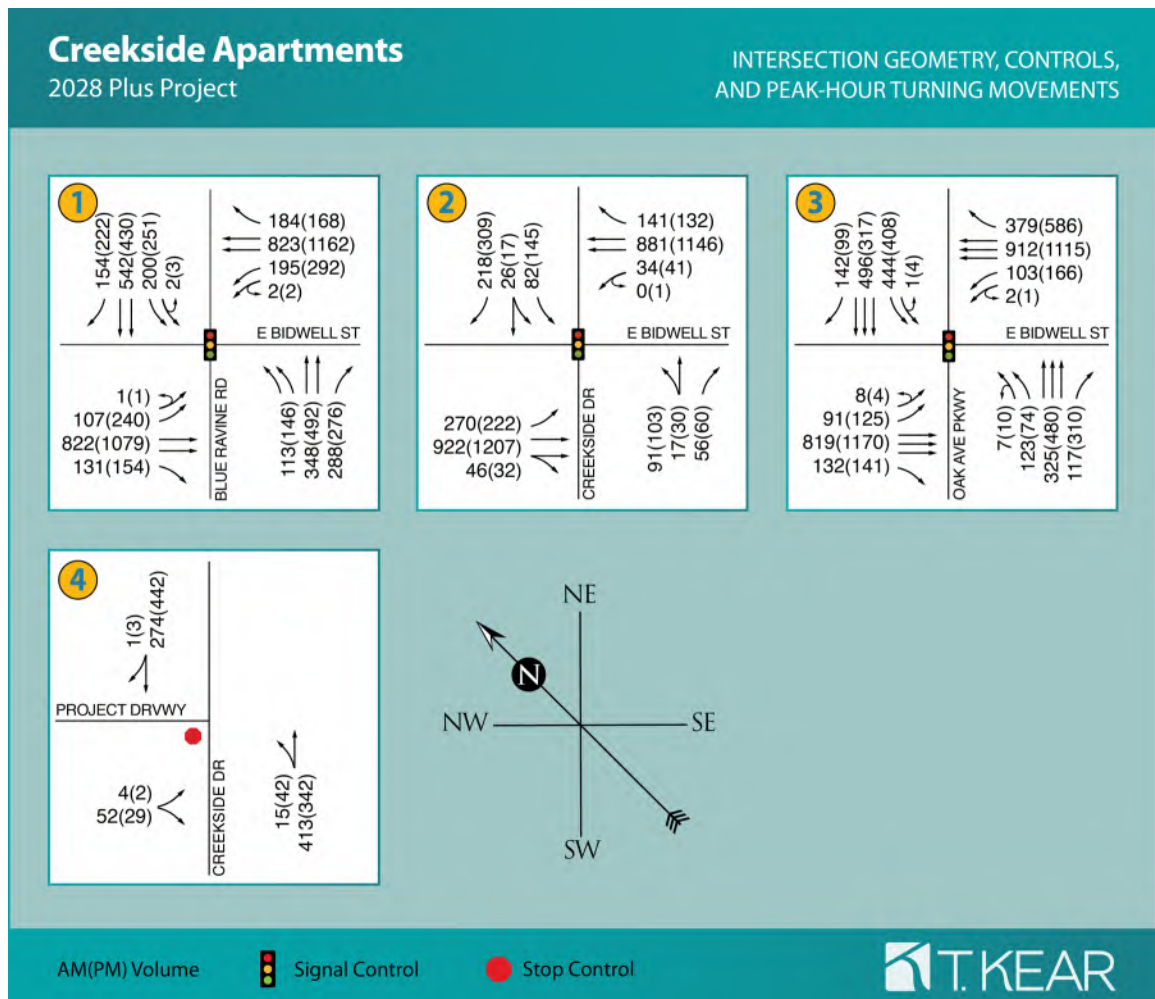 Creekside Apartments
2028 Plus Project
INTERSECTION GEOMETRY, CONTROLS,
AND PEAK-HOUR TURNING MOVEMENTS
1
154(222)
542(430)
200(251)
2(3)
184(168)
823(1162)
195(292)
2(2)
E BIDWELL ST
1(1)
107(240)
822(1079)
131(154)
BLUE RAVINE RD
113(146)
348(492)
288(276)
2
218(309)
26(17)
82(145)
141(132)
881(1146)
34(41)
0(1)
E BIDWELL ST
270(222)
922(1207)
46(32)
CREEKSIDE DR
91(103)
17(30)
56(60)
3
142(99)
496(317)
444(408)
1(4)
379(586)
912(1115)
103(166)
2(1)
E BIDWELL ST
8(4)
91(125)
819(1170)
132(141)
OAK AVE PKWY
7(10)
123(74)
325(480)
117(310)
4
1(3)
274(442)
PROJECT DRVWY
4(2)
52(29)
CREEKSIDE DR
15(42)
413(342)
NE
N
NW
SE
SW
AM(PM) Volume
Signal Control
Stop Control
T. KEAR